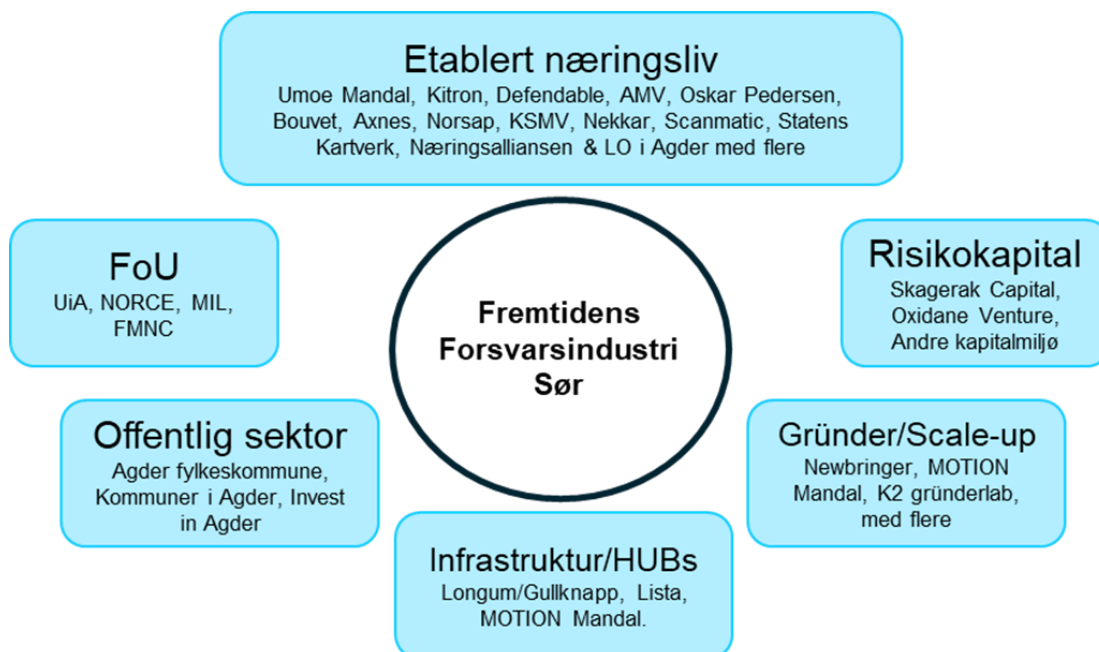 Etablert næringsliv
Umoe Mandal, Kitron, Defendable, AMV, Oskar Pedersen,
Bouvet, Axnes, Norsap, KSMV, Nekkar, Scanmatic, Statens
Kartverk, Næringsalliansen & LO i Agder med flere
FoU
UiA, NORCE, MIL,
FMNC
Fremtidens
Forsvarsindustri
Sør
Risikokapital
Skagerak Capital,
Oxidane Venture,
Andre kapitalmiljø
Offentlig sektor
Agder fylkeskommune,
Kommuner i Agder, Invest
in Agder
Infrastruktur/HUBs
Longum/Gullknapp, Lista,
MOTION Mandal.
Gründer/Scale-up
Newbringer, MOTION
Mandal, K2 gründerlab,
med flere